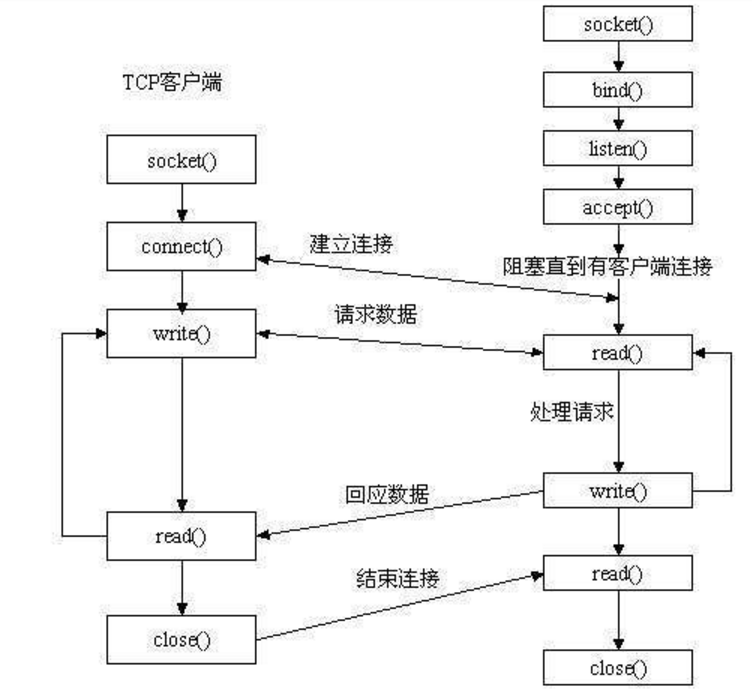 TCP客户端
socket()
connect()
write()
read()
close()
建立连接
请求数据
回应数据
结束连接
socket()
bind()
listen()
accept()
阻塞直到有客户端连接
read()
处理请求
write()
read()
close()